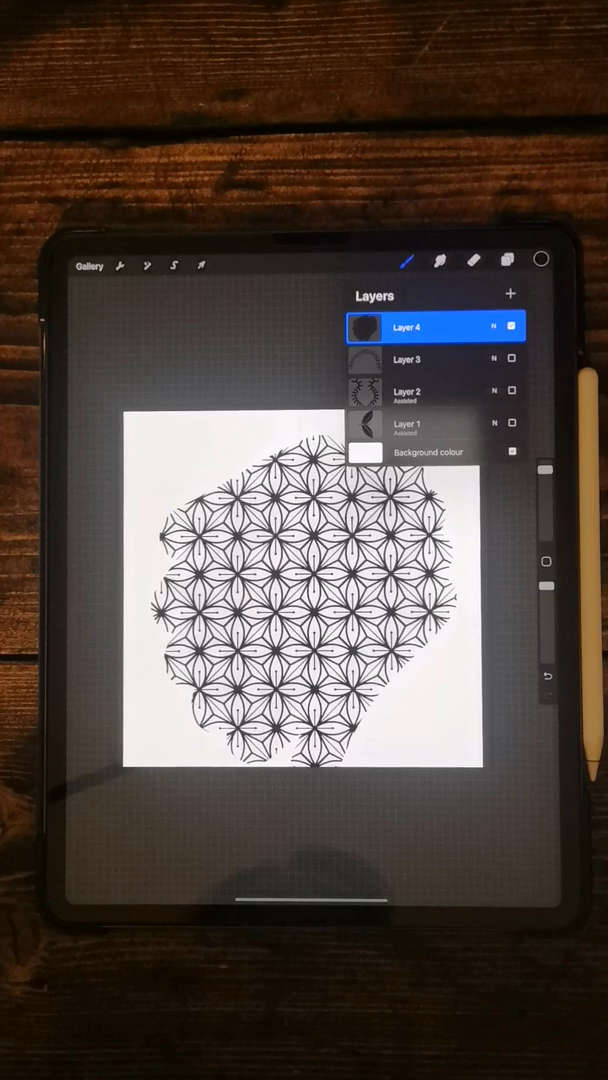 Gallery
Layers
Layer 4
N
Layer 3
N
Layer 2
N
Assisted
Layer 1
N
Assisted
Background colour